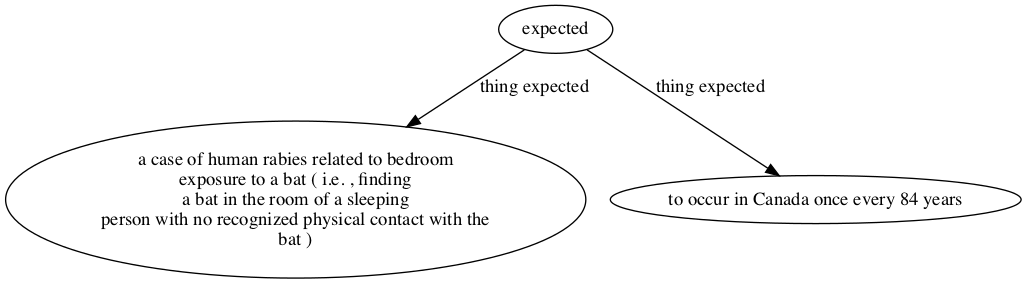 expected
thing expected
thing expected
a case of human rabies related to bedroom
exposure to a bat ( i.e. , finding
a bat in the room of a sleeping
person with no recognized physical contact with the
bat )
to occur in Canada once every 84 years